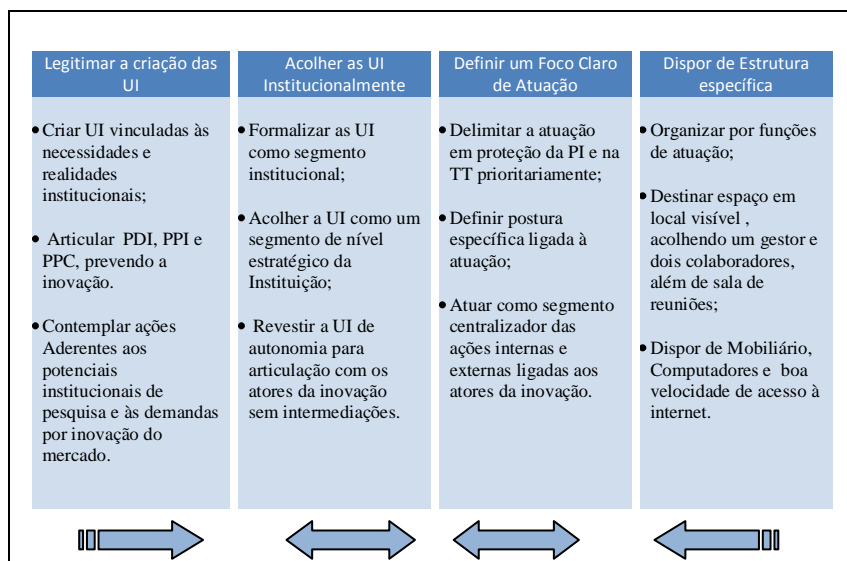 Legitimar a criação das
UI
• Criar UI vinculadas às
necessidades e
realidades
institucionais;
• Articular PDI, PPI e
PPC, prevendo a
inovação.
• Contemplar ações
Aderentes aos
potenciais
institucionais de
pesquisa e às demandas
por inovação do
mercado.
Acolher as UI
Institucionalmente
• Formalizar as UI
como segmento
institucional;
• Acolher a UI como um
segmento de nível
estratégico da
Instituição;
• Revestir a UI de
autonomia para
articulação com os
atores da inovação
sem intermediações.
Definir um Foco Claro
de Atuação
• Delimitar a atuação
em proteção da PI e na
TT prioritariamente;
• Definir postura
específica ligada à
atuação;
• Atuar como segmento
centralizador das
ações internas e
externas ligadas aos
atores da inovação.
Dispor de Estrutura
específica
• Organizar por funções
de atuação;
• Destinar espaço em
local visível ,
acolhendo um gestor e
dois colaboradores,
além de sala de
reuniões;
• Dispor de Mobiliário,
Computadores e boa
velocidade de acesso à
internet.